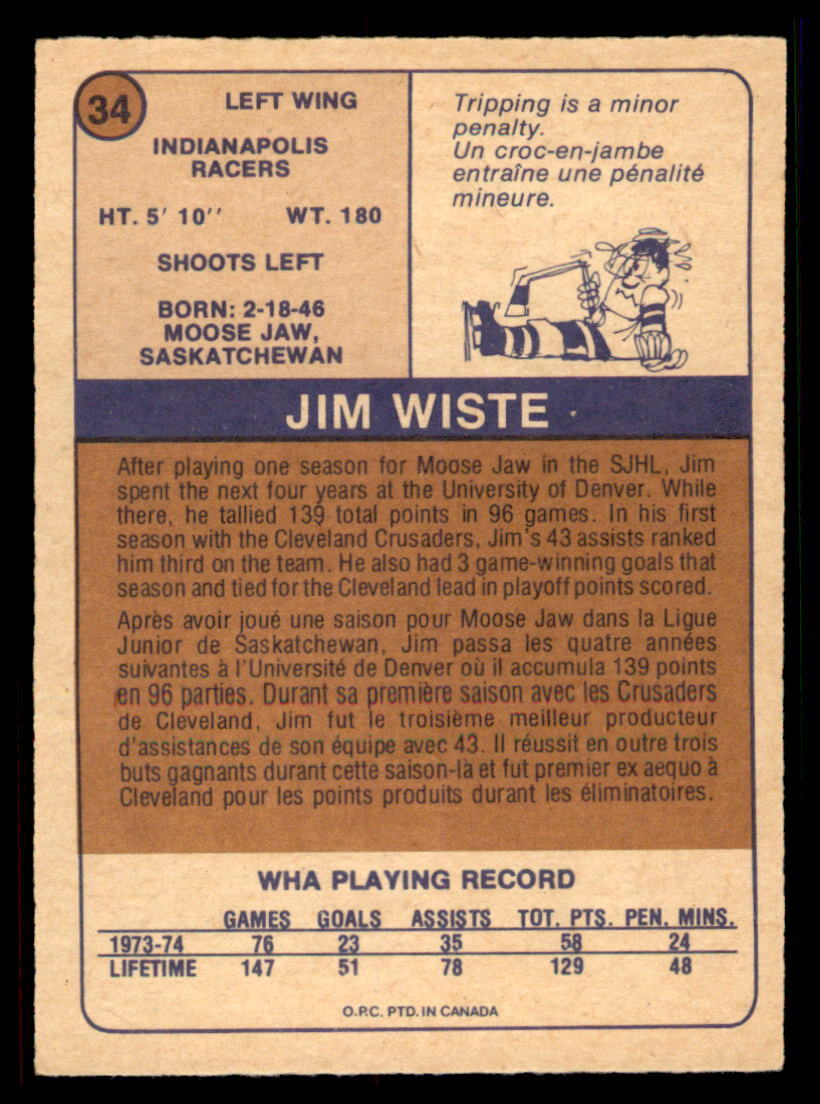 34
LEFT WING
INDIANAPOLIS
RACERS
HT. 5' 10'' WT. 180
SHOOTS LEFT
BORN: 2-18-46
MOOSE JAW,
SASKATCHEWAN
Tripping is a minor
penalty.
Un croc-en-jambe
entraîne une pénalité
mineure.
JIM WISTE
After playing one season for Moose Jaw in the SJHL, Jim
spent the next four years at the University of Denver. While
there, he tallied 139 total points in 96 games. In his first
season with the Cleveland Crusaders, Jim's 43 assists ranked
him third on the team. He also had 3 game-winning goals that
season and tied for the Cleveland lead in playoff points scored.
Après avoir joué une saison pour Moose Jaw dans la Ligue
Junior de Saskatchewan, Jim passa les quatre années
suivantes à l'Université de Denver où il accumula 139 points
en 96 parties. Durant sa première saison avec les Crusaders
de Cleveland, Jim fut le troisième meilleur producteur
d'assistances de son équipe avec 43. Il réussit en outre trois
buts gagnants durant cette saison-là et fut premier ex aequo à
Cleveland pour les points produits durant les éliminatoires.
WHA PLAYING RECORD
GAMES GOALS ASSISTS TOT. PTS. PEN. MINS.
1973-74 76 23 35 58 24
LIFETIME 147 51 78 129 48
O.P.C. PTD. IN CANADA